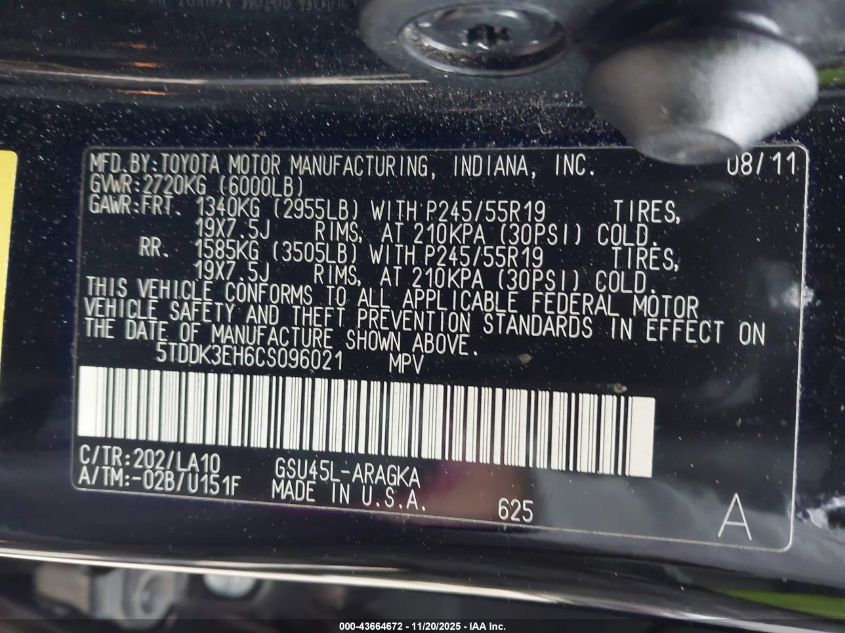 MFD.BY:TOYOTA MOTOR MANUFACTURING, INDIANA, INC. 08/11
GVWR:2720KG (6000LB)
GAWR:FRT. 1340KG (2955LB) WITH P245/55R19 TIRES,
19X7.5J RIMS, AT 210KPA (30PSI) COLD.
RR. 1585KG (3505LB) WITH P245/55R19 TIRES,
19X7.5J RIMS, AT 210KPA (30PSI) COLD.
THIS VEHICLE CONFORMS TO ALL APPLICABLE FEDERAL MOTOR
VEHICLE SAFETY AND THEFT PREVENTION STANDARDS IN EFFECT ON
THE DATE OF MANUFACTURE SHOWN ABOVE.
5TDDK3EH6CS096021 MPV
C/TR:202/LA10 GSU45L-ARAGKA
A/TM:-02B/U151F MADE IN U.S.A. 625
A
000-43664672 — 11/20/2025 — IAA Inc.